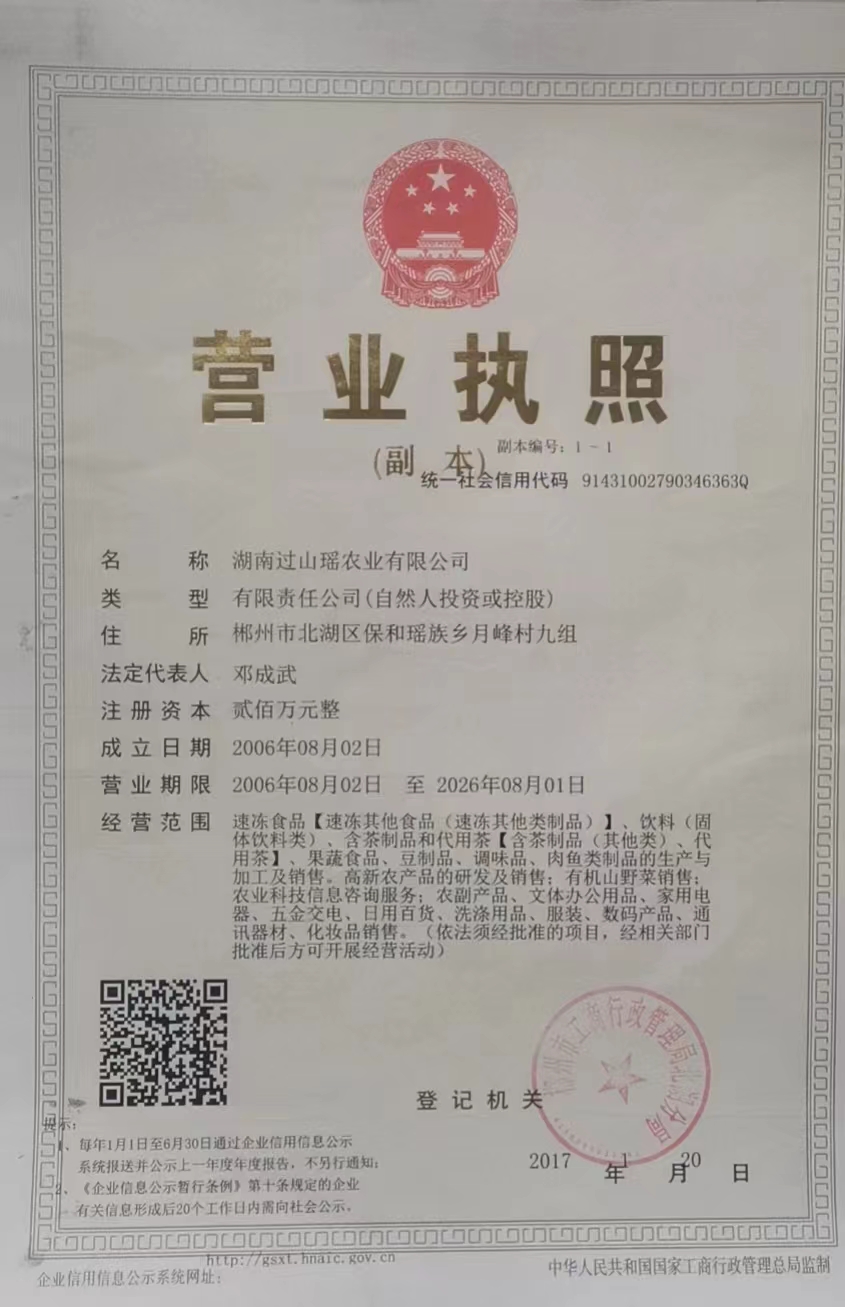 营业执照
(副 本) 副本编号：1－1
统一社会信用代码 91431002790346363Q
名称 湖南过山瑶农业有限公司
类型 有限责任公司(自然人投资或控股)
住所 郴州市北湖区保和瑶族乡月峰村九组
法定代表人 邓成武
注册资本 贰佰万元整
成立日期 2006年08月02日
营业期限 2006年08月02日 至 2026年08月01日
经营范围 速冻食品【速冻其他食品（速冻其他类制品）】、饮料（固
体饮料类）、含茶制品和代用茶【含茶制品（其他类）、代
用茶】、果蔬食品、豆制品、调味品、肉鱼类制品的生产与
加工及销售。高新农产品的研发及销售；有机山野菜销售；
农业科技信息咨询服务；农副产品、文体办公用品、家用电
器、五金交电、日用百货、洗涤用品、服装、数码产品、通
讯器材、化妆品销售。（依法须经批准的项目，经相关部门
批准后方可开展经营活动）
郴州市工商行政管理局北湖分局
登记机关
2017年1月20日
提示：
1、每年1月1日至6月30日通过企业信用信息公示
系统报送并公示上一年度年度报告，不另行通知；
2、《企业信息公示暂行条例》第十条规定的企业
有关信息形成后20个工作日内需向社会公示。
http://gsxt.hnaic.gov.cn
企业信用信息公示系统网址：
中华人民共和国国家工商行政管理总局监制